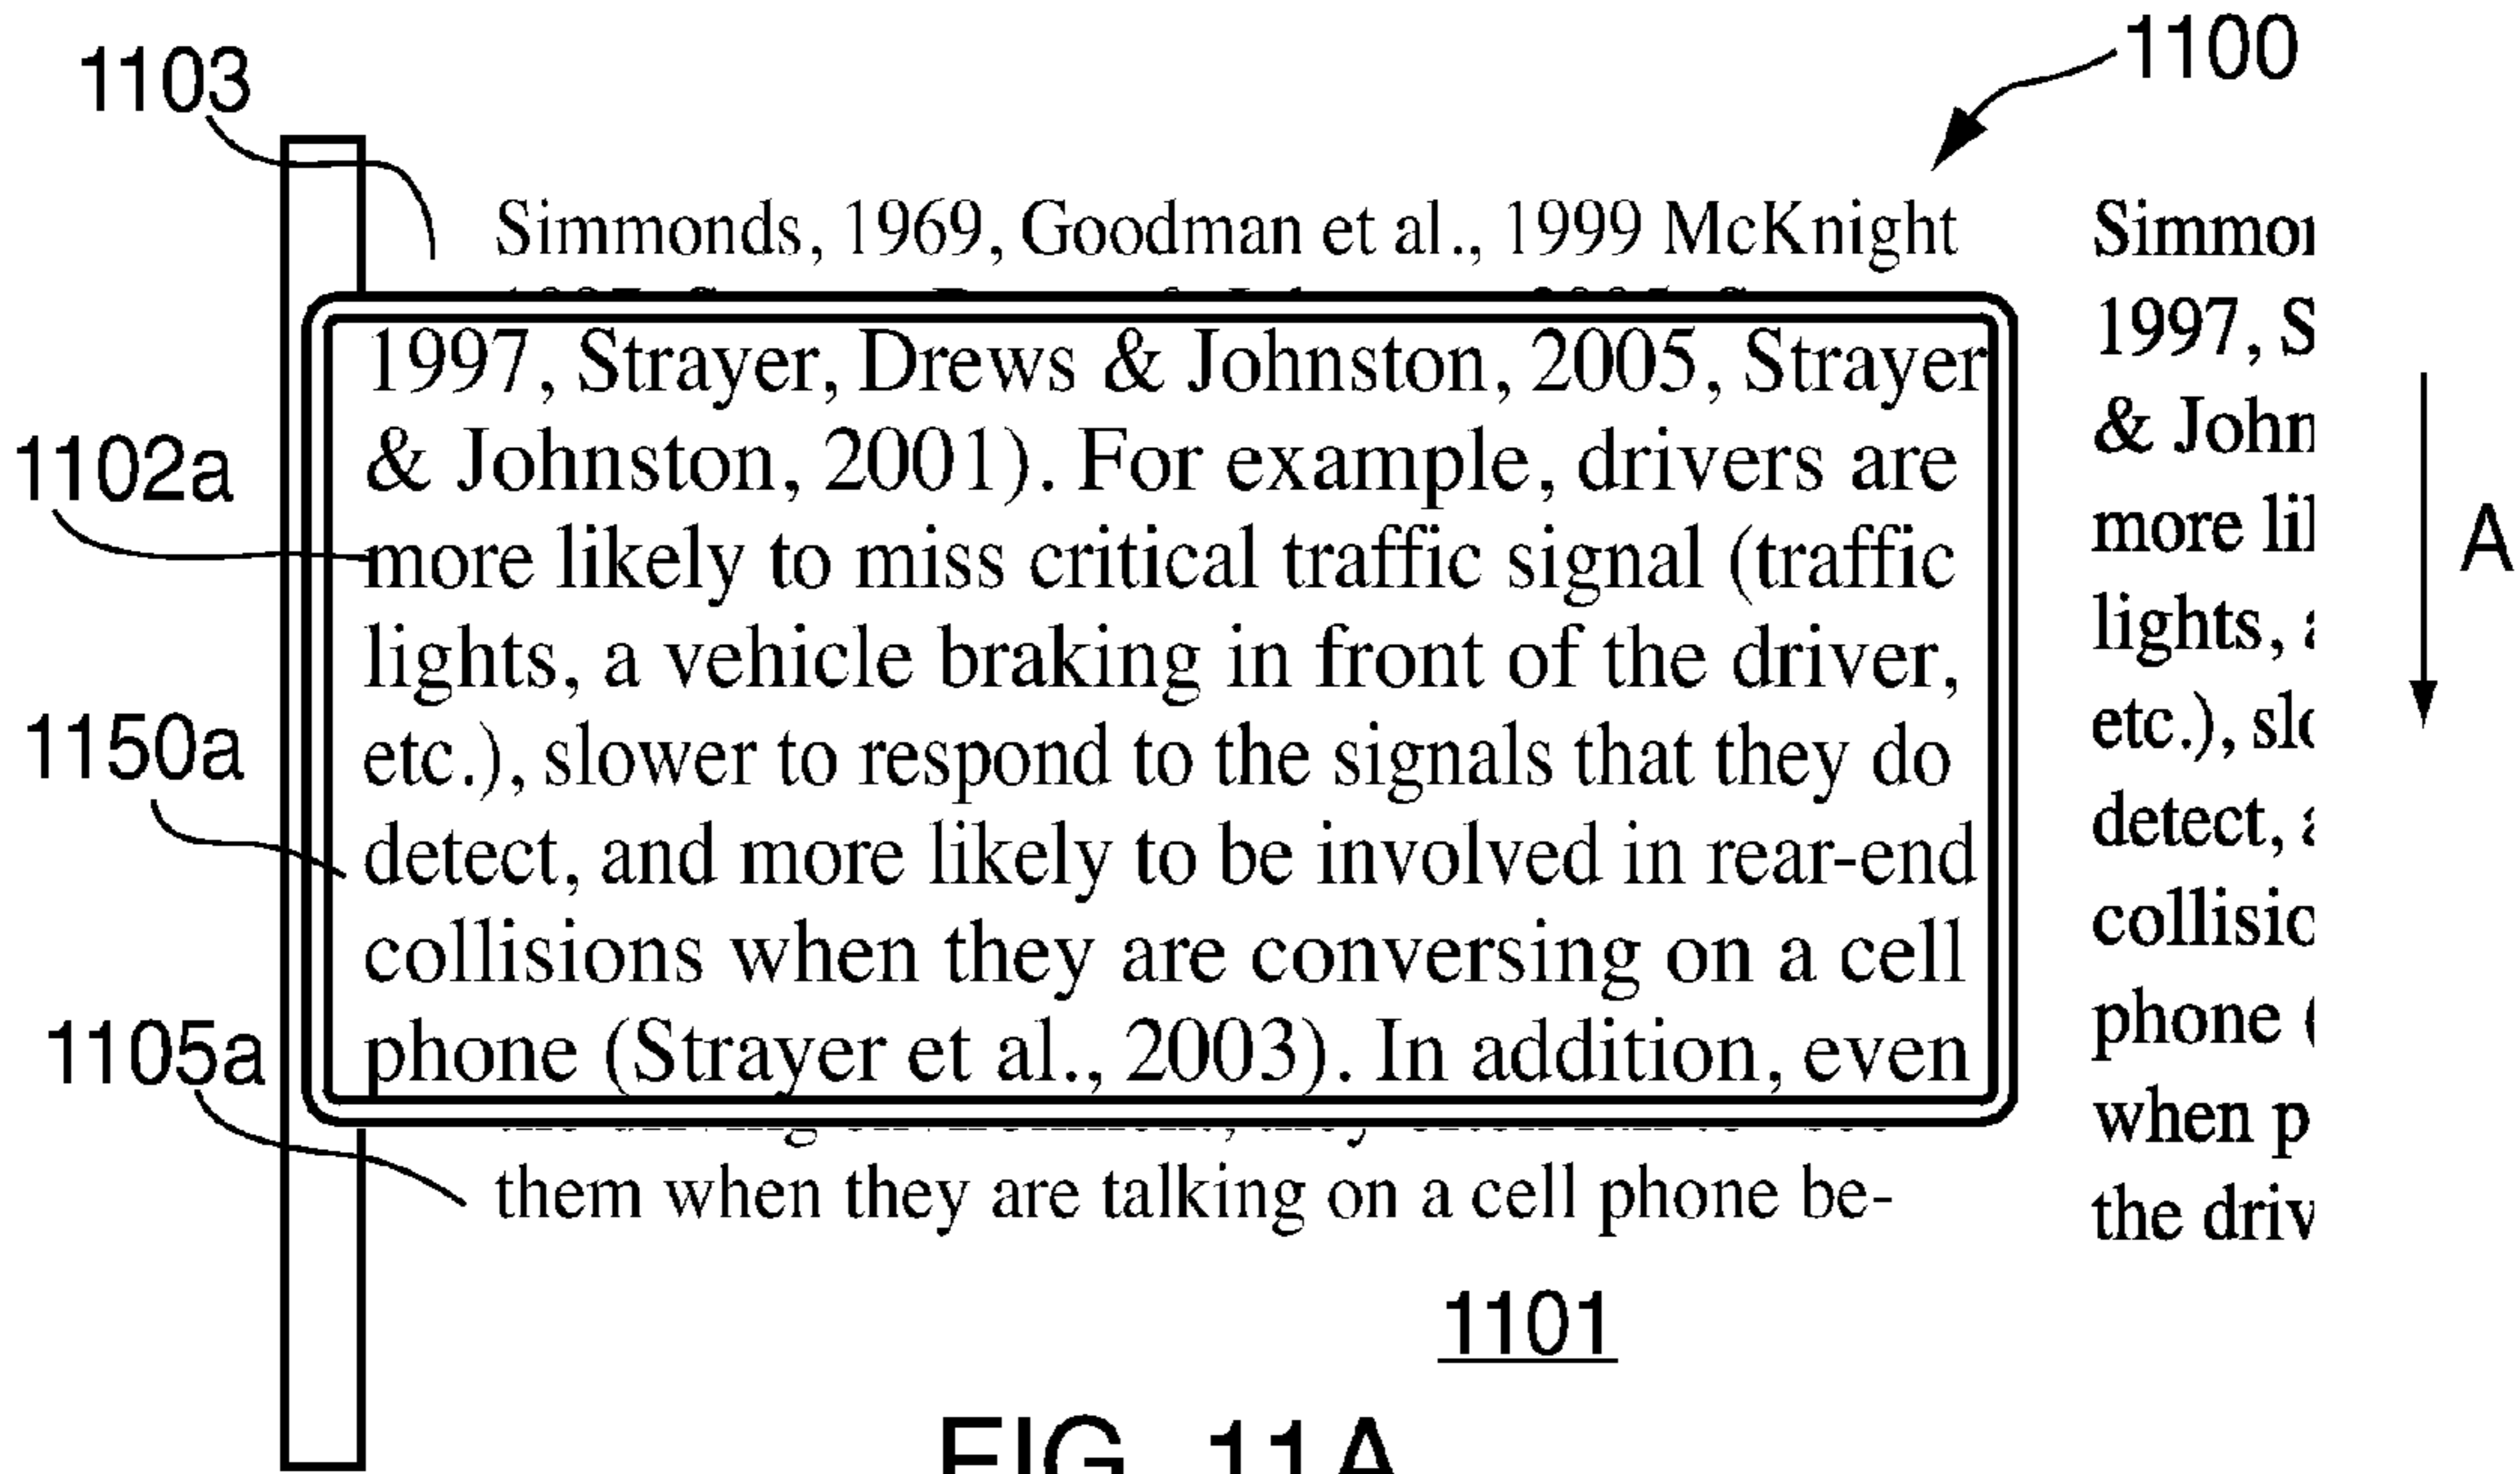 1103
1100
Simmonds, 1969, Goodman et al., 1999 McKnight
1997, Strayer, Drews & Johnston, 2005, Strayer
& Johnston, 2001). For example, drivers are
more likely to miss critical traffic signal (traffic
lights, a vehicle braking in front of the driver,
etc.), slower to respond to the signals that they do
detect, and more likely to be involved in rear-end
collisions when they are conversing on a cell
phone (Strayer et al., 2003). In addition, even
them when they are talking on a cell phone be-
1102a
1150a
1105a
1997, S
& John
more
lights,
etc.),
detect,
phone (
when p
the driv
A
1101
FIG. 11A